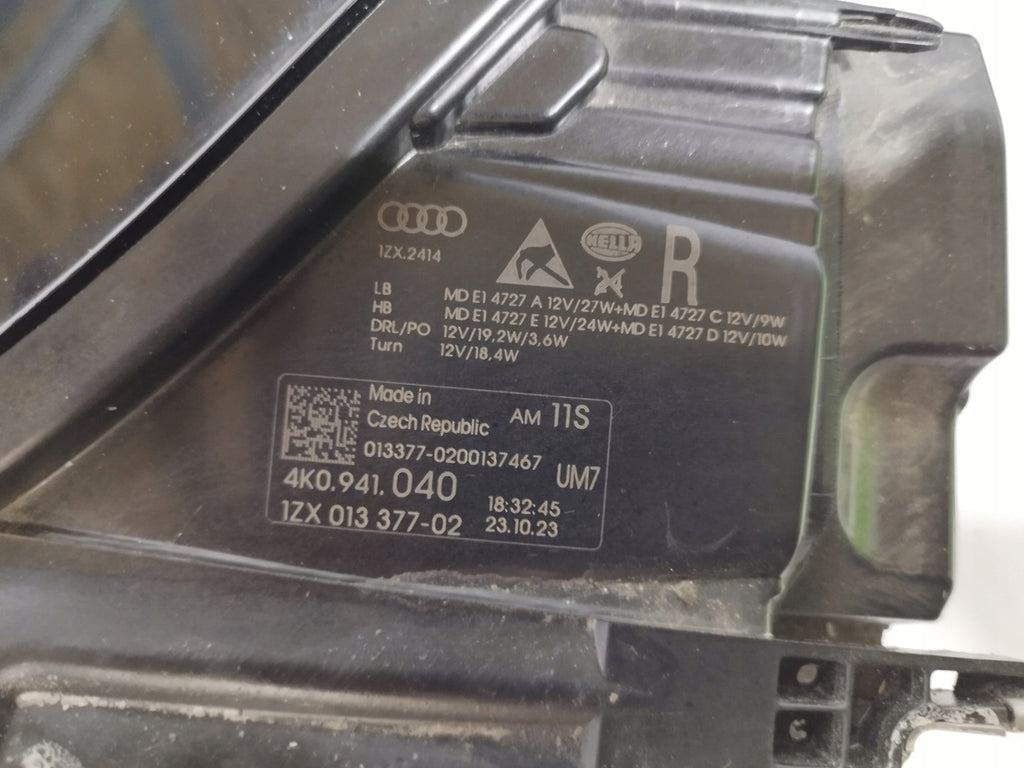 1ZX.2414
HELLA
R
LB MD E1 4727 A 12V/27W+MD E1 4727 C 12V/9W
HB MD E1 4727 E 12V/24W+MD E1 4727 D 12V/10W
DRL/PO 12V/19,2W/3,6W
Turn 12V/18,4W
Made in
Czech Republic AM 11S
013377-0200137467
4K0.941.040 UM7
18:32:45
1ZX 013 377-02 23.10.23